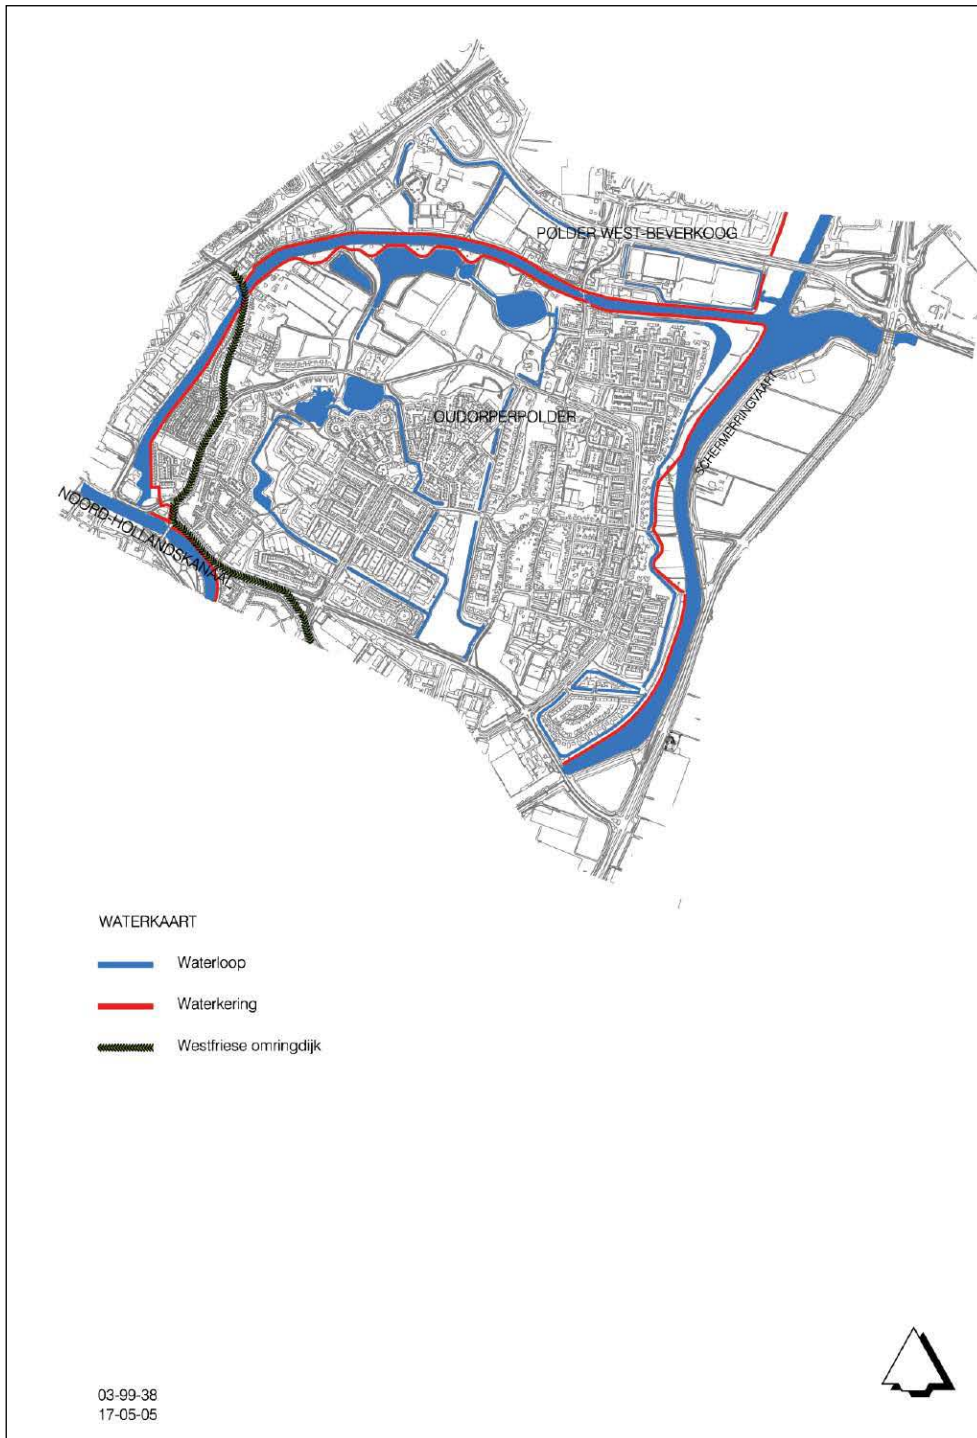 POLDER WEST-BEVERKOOG
OUDORPERPOLDER
SCHERMERRINGVAART
NOORD-HOLLANDSKANAAL
WATERKAART
Waterloop
Waterkering
Westfriese omringdijk
03-99-38
17-05-05